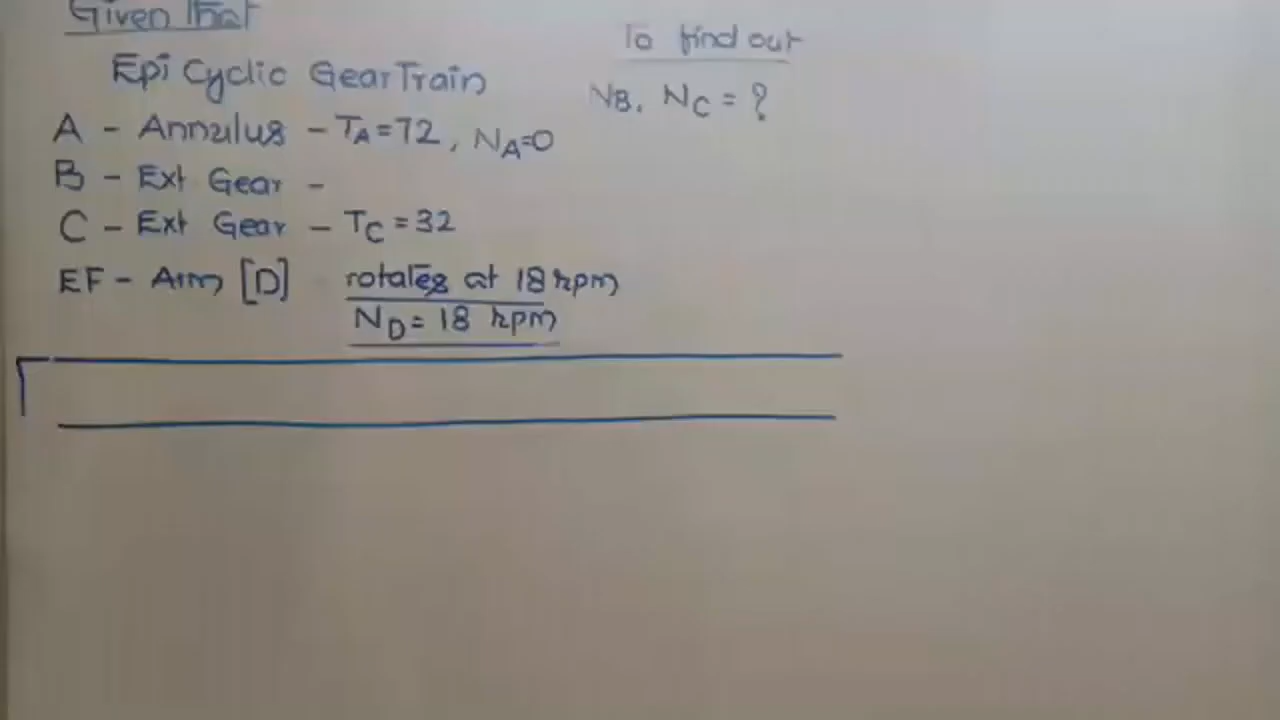 Given that
To find out
Epi Cyclic Gear Train
NB, NC = ?
A - Annulus - TA = 72, NA=0
B - Ext Gear -
C - Ext Gear - TC = 32
EF - Arm [D] rotates at 18 rpm
ND = 18 rpm